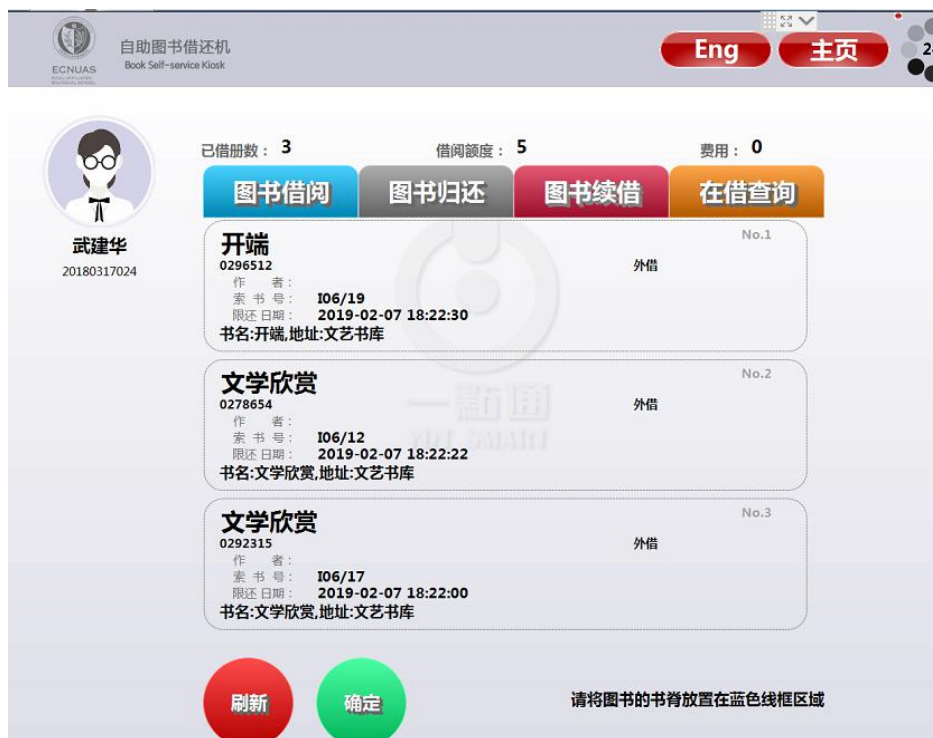 自助图书借还机
Book Self-service Kiosk
ECNUAS
Eng
主页
已借册数： 3
借阅额度： 5
费用： 0
图书借阅
图书归还
图书续借
在借查询
武建华
20180317024
开端
No.1
0296512
外借
作 者：
索 书 号： I06/19
限还日期： 2019-02-07 18:22:30
书名:开端,地址:文艺书库
文学欣赏
No.2
0278654
外借
作 者：
索 书 号： I06/12
限还日期： 2019-02-07 18:22:22
书名:文学欣赏,地址:文艺书库
文学欣赏
No.3
0292315
外借
作 者：
索 书 号： I06/17
限还日期： 2019-02-07 18:22:00
书名:文学欣赏,地址:文艺书库
一點通
YDT SMART
刷新
确定
请将图书的书脊放置在蓝色线框区域